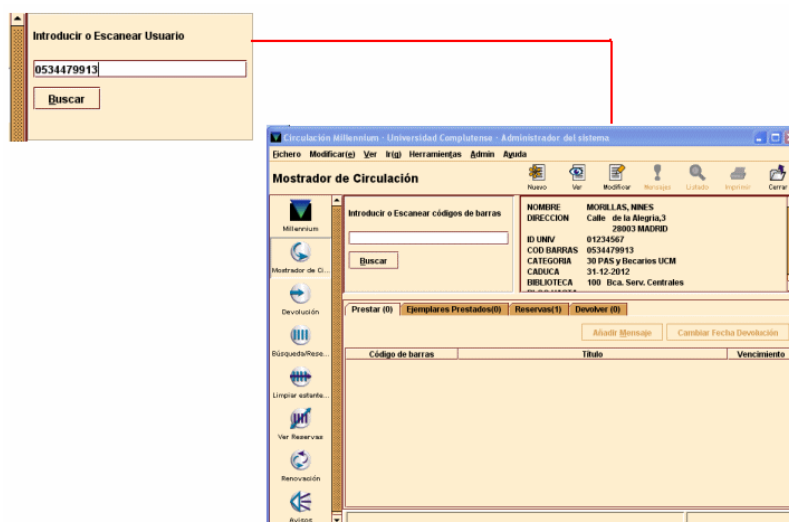 Introducir o Escanear Usuario
0534479913
Buscar
Circulación Millennium - Universidad Complutense - Administrador del sistema
Fichero Modificar(e) Ver Ir(g) Herramientas Admin Ayuda
Mostrador de Circulación
Nuevo Ver Modificar Mensajes Listado Imprimir Cerrar
Millennium
Mostrador de Ci...
Devolución
Búsqueda/Rese...
Limpiar estante...
Ver Reservas
Renovación
Avisos
Introducir o Escanear códigos de barras
Buscar
NOMBRE MORILLAS, NINES
DIRECCION Calle de la Alegria,3
28003 MADRID
ID UNIV 01234567
COD BARRAS 0534479913
CATEGORIA 30 PAS y Becarios UCM
CADUCA 31-12-2012
BIBLIOTECA 100 Bca. Serv. Centrales
Prestar (0) Ejemplares Prestados(0) Reservas(1) Devolver (0)
Añadir Mensaje Cambiar Fecha Devolución
Código de barras Título Vencimiento